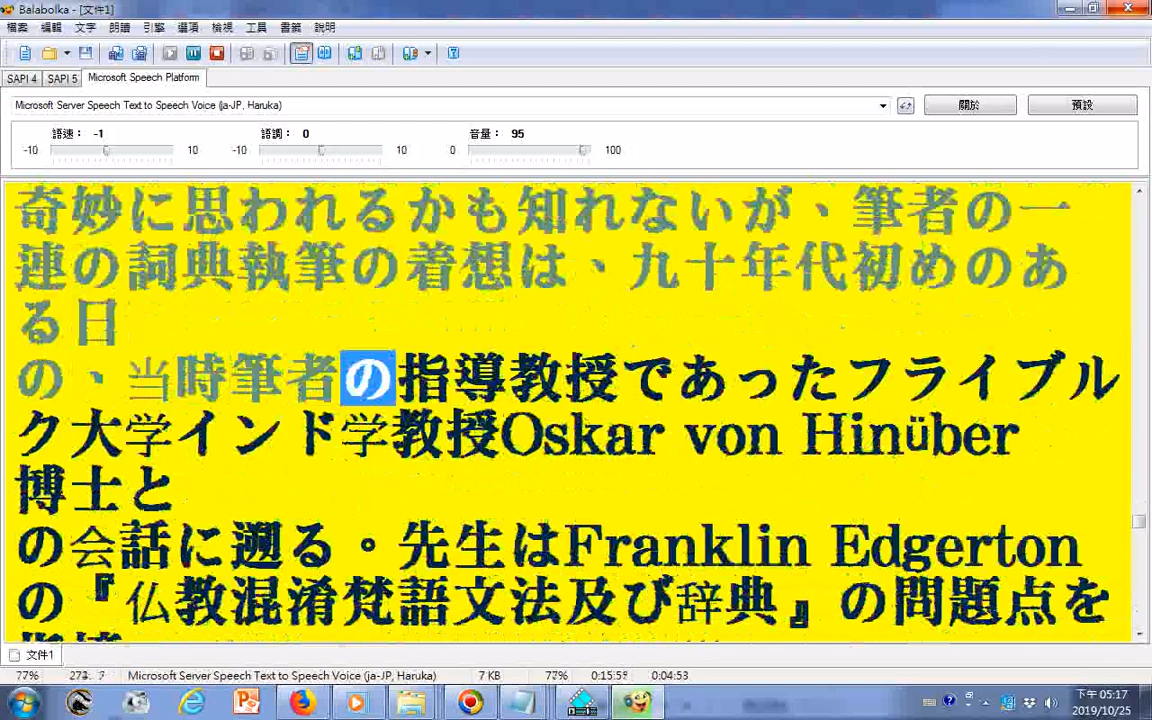 Balabolka - [文件1]
檔案 編輯 文字 朗讀 引擎 選項 檢視 工具 書籤 說明
SAPI 4 SAPI 5 Microsoft Speech Platform
Microsoft Server Speech Text to Speech Voice (ja-JP, Haruka) 關於 預設
語速： -1 語調： 0 音量： 95
-10 10 -10 10 0 100
奇妙に思われるかも知れないが、筆者の一
連の詞典執筆の着想は、九十年代初めのあ
る日
の、当時筆者の指導教授であったフライブル
ク大学インド学教授Oskar von Hinüber
博士と
の会話に遡る。先生はFranklin Edgerton
の『仏教混淆梵語文法及び辞典』の問題点を
文件1
77% Microsoft Server Speech Text to Speech Voice (ja-JP, Haruka) 7 KB 77% 0:04:53
下午 05:17
2019/10/25